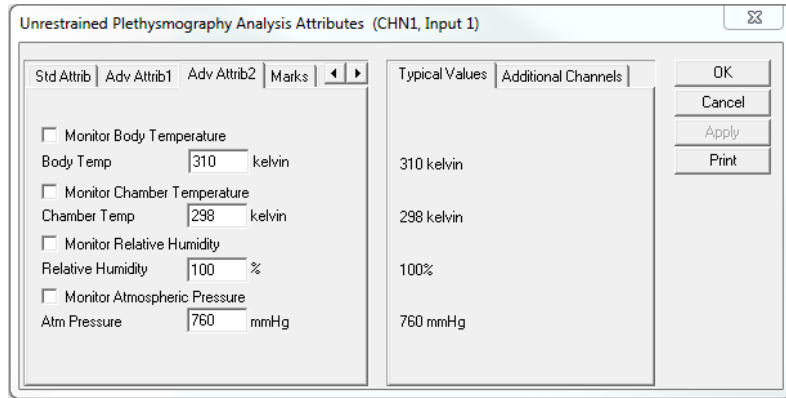 Unrestrained Plethysmography Analysis Attributes (CHN1, Input 1)
Std Attrib Adv Attrib1 Adv Attrib2 Marks
Typical Values Additional Channels
OK
Cancel
Apply
Print
Monitor Body Temperature
Body Temp 310 kelvin
310 kelvin
Monitor Chamber Temperature
Chamber Temp 298 kelvin
298 kelvin
Monitor Relative Humidity
Relative Humidity 100 %
100%
Monitor Atmospheric Pressure
Atm Pressure 760 mmHg
760 mmHg